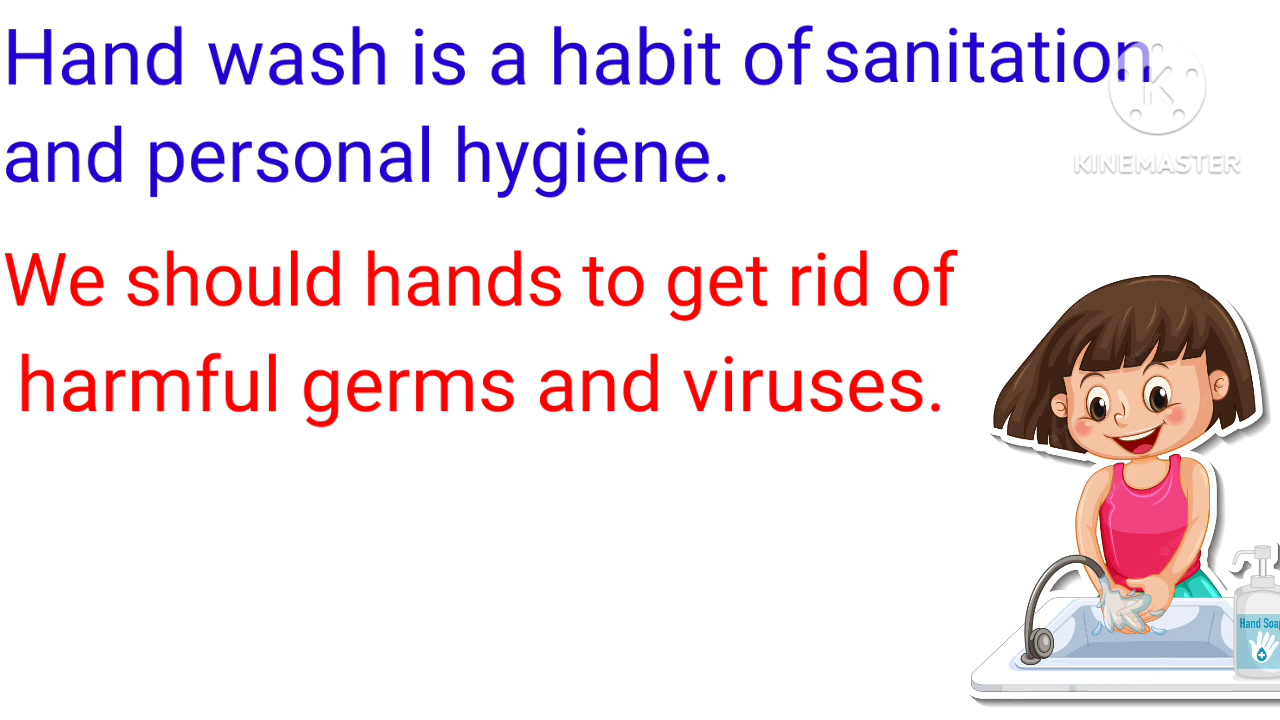 Hand wash is a habit of sanitation
and personal hygiene.
KINEMASTER
We should hands to get rid of
harmful germs and viruses.
Hand Soap